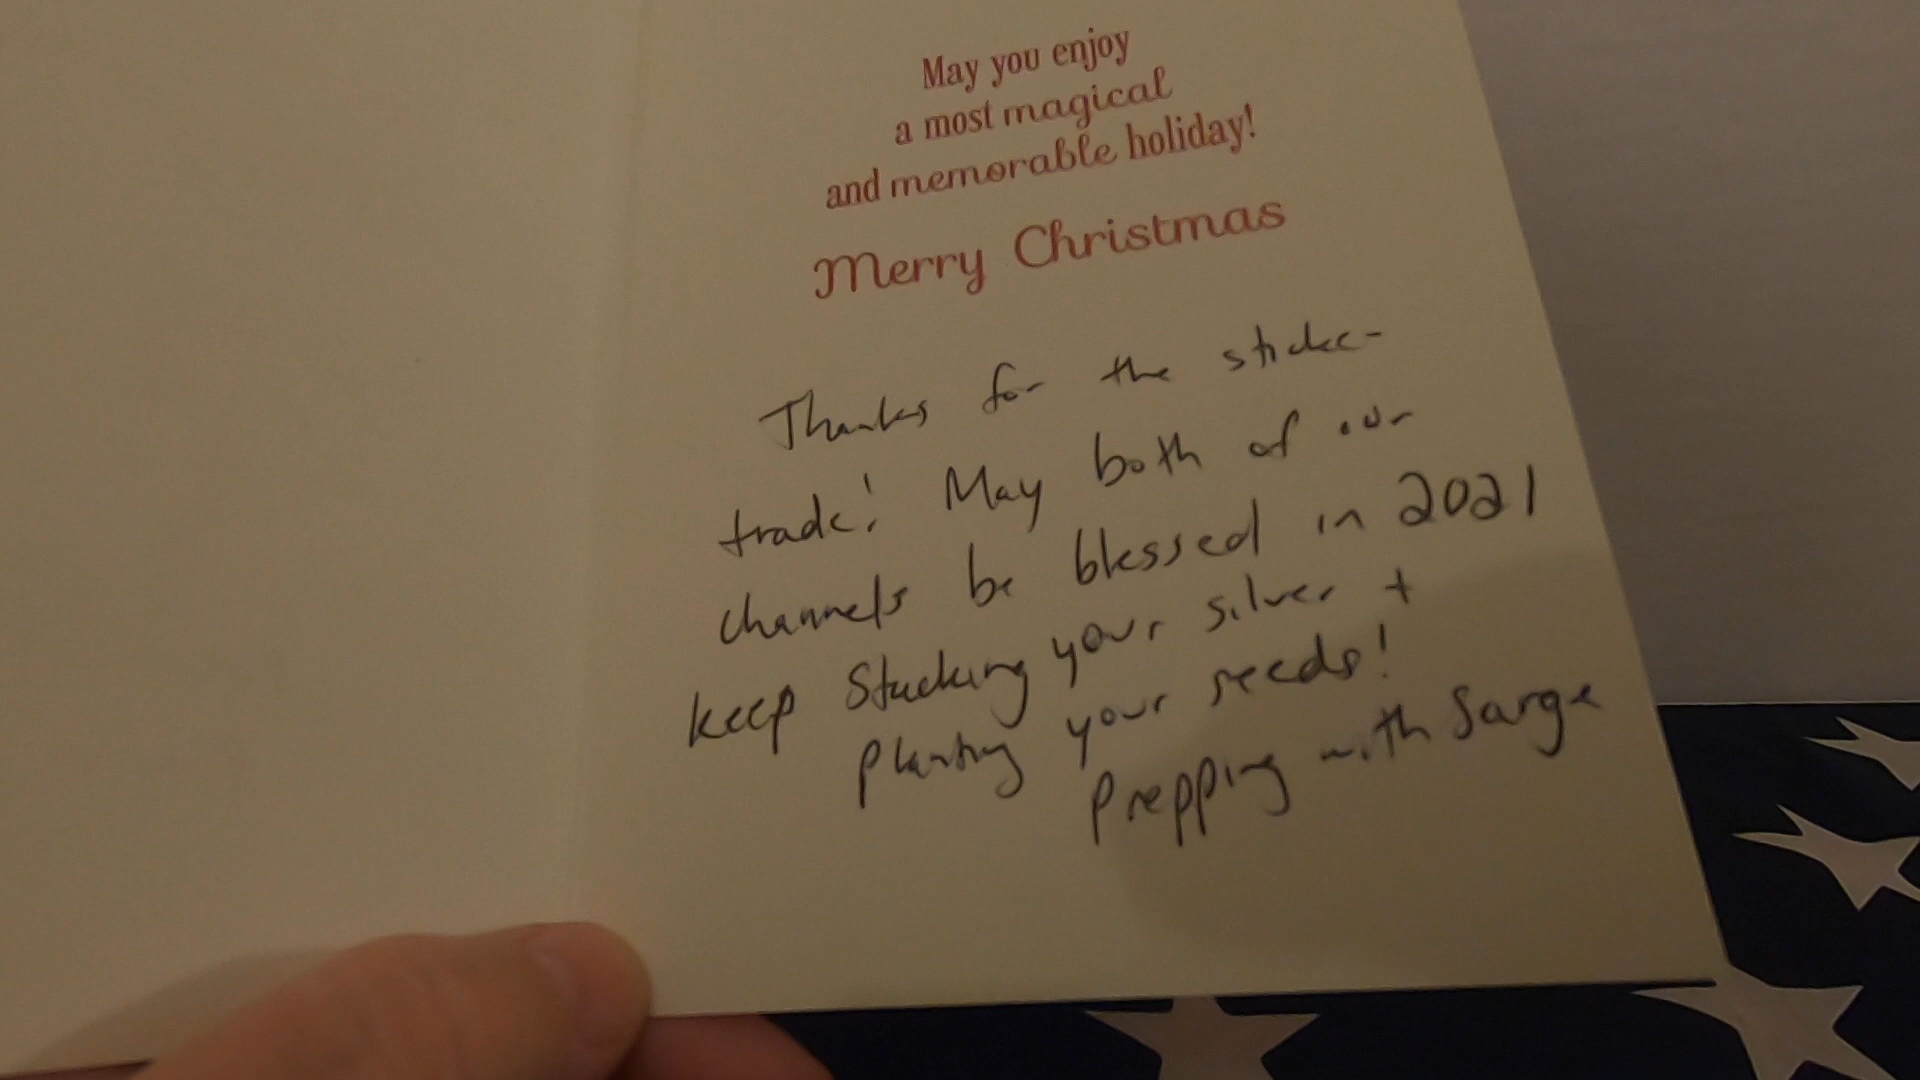 May you enjoy
a most magical
and memorable holiday!
Merry Christmas
Thanks for the sticker
trade! May both of our
channels be blessed in 2021
keep Stacking your silver +
planting your seeds!
Prepping with Sarge